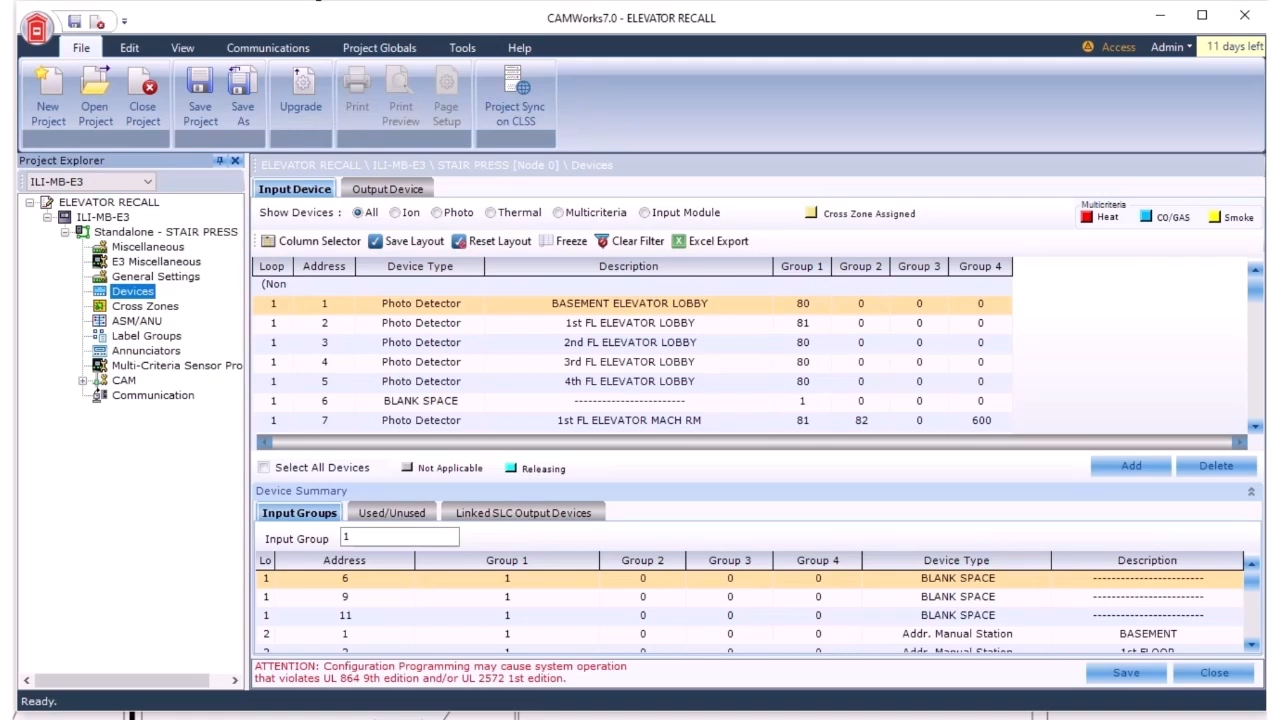 CAMWorks7.0 - ELEVATOR RECALL
File Edit View Communications Project Globals Tools Help
Access Admin 11 days left
New Project
Open Project
Close Project
Save Project
Save As
Upgrade
Print
Print Preview
Page Setup
Project Sync on CLSS
Project Explorer
ILI-MB-E3
ELEVATOR RECALL
ILI-MB-E3
Standalone - STAIR PRESS
Miscellaneous
E3 Miscellaneous
General Settings
Devices
Cross Zones
ASM/ANU
Label Groups
Annunciators
Multi-Criteria Sensor Pro
CAM
Communication
ELEVATOR RECALL \ ILI-MB-E3 \ STAIR PRESS [Node 0] \ Devices
Input Device Output Device
Show Devices : All Ion Photo Thermal Multicriteria Input Module Cross Zone Assigned
Multicriteria
Heat CO/GAS Smoke
Column Selector Save Layout Reset Layout Freeze Clear Filter Excel Export
Loop Address Device Type Description Group 1 Group 2 Group 3 Group 4
(Non
1 1 Photo Detector BASEMENT ELEVATOR LOBBY 80 0 0 0
1 2 Photo Detector 1st FL ELEVATOR LOBBY 81 0 0 0
1 3 Photo Detector 2nd FL ELEVATOR LOBBY 80 0 0 0
1 4 Photo Detector 3rd FL ELEVATOR LOBBY 80 0 0 0
1 5 Photo Detector 4th FL ELEVATOR LOBBY 80 0 0 0
1 6 BLANK SPACE ------------------------ 1 0 0 0
1 7 Photo Detector 1st FL ELEVATOR MACH RM 81 82 0 600
Select All Devices Not Applicable Releasing Add Delete
Device Summary
Input Groups Used/Unused Linked SLC Output Devices
Input Group 1
Lo Address Group 1 Group 2 Group 3 Group 4 Device Type Description
1 6 1 0 0 0 BLANK SPACE ------------------------
1 9 1 0 0 0 BLANK SPACE ------------------------
1 11 1 0 0 0 BLANK SPACE ------------------------
2 1 1 0 0 0 Addr. Manual Station BASEMENT
2 2 1 0 0 0 Addr. Manual Station 1st FLOOR
ATTENTION: Configuration Programming may cause system operation
that violates UL 864 9th edition and/or UL 2572 1st edition.
Save Close
Ready.